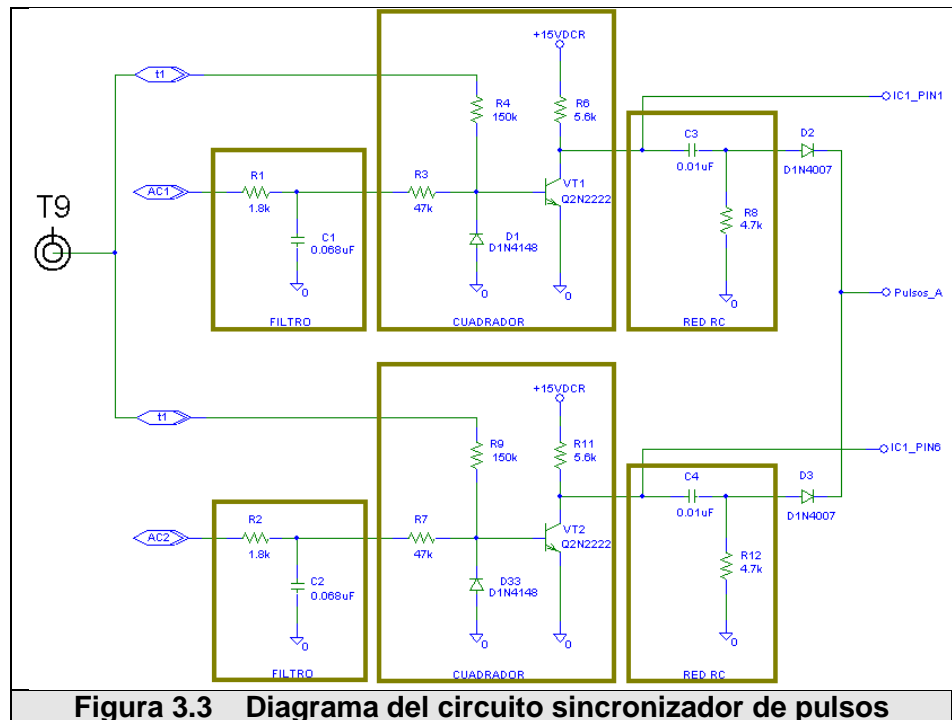 +15VDCR
t1
R4
150k
R6
5.6k
IC1_PIN1
C3
0.01uF
D2
D1N4007
AC1
R1
1.8k
R3
47k
VT1
Q2N2222
T9
C1
0.068uF
D1
D1N4148
R8
4.7k
0
0
0
0
Pulsos_A
FILTRO
CUADRADOR
RED RC
+15VDCR
t1
R9
150k
R11
5.6k
IC1_PIN6
C4
0.01uF
D3
D1N4007
AC2
R2
1.8k
R7
47k
VT2
Q2N2222
C2
0.068uF
D33
D1N4148
R12
4.7k
0
0
0
0
FILTRO
CUADRADOR
RED RC
Figura 3.3 Diagrama del circuito sincronizador de pulsos